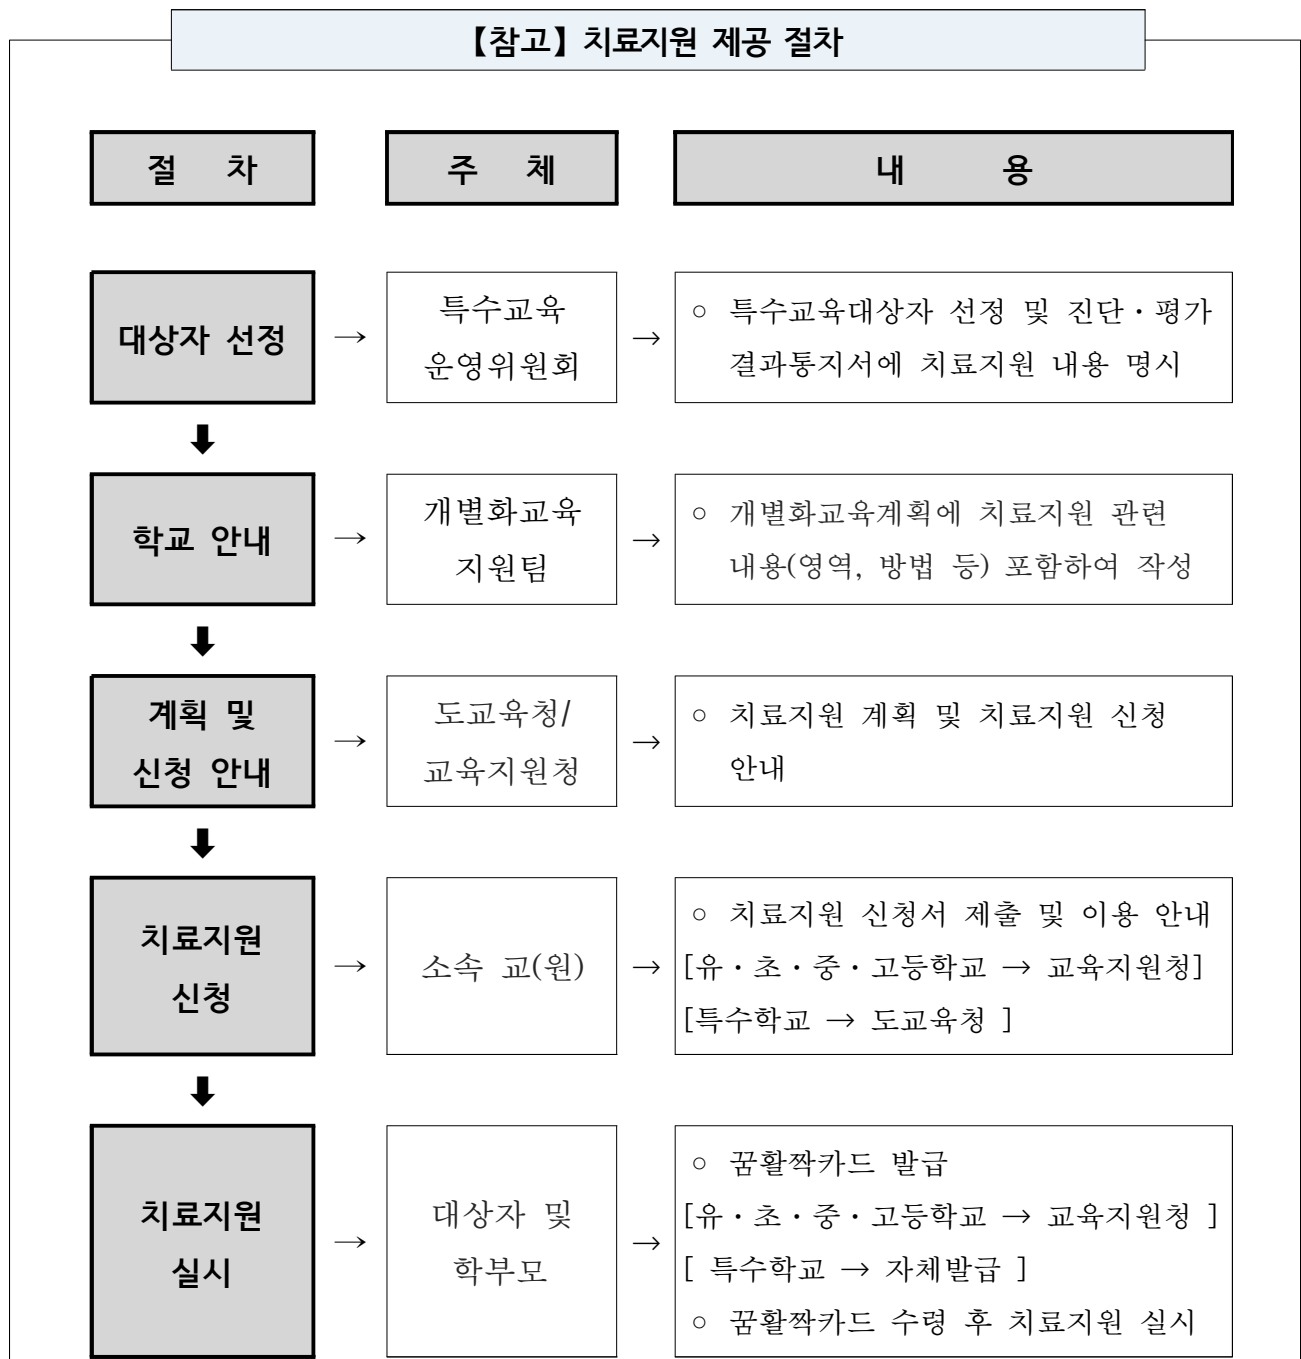 【참고】 치료지원 제공 절차
절 차
주 체
내 용
대상자 선정
→
특수교육
운영위원회
→
○ 특수교육대상자 선정 및 진단・평가
결과통지서에 치료지원 내용 명시
⬇
학교 안내
→
개별화교육
지원팀
→
○ 개별화교육계획에 치료지원 관련
내용(영역, 방법 등) 포함하여 작성
⬇
계획 및
신청 안내
→
도교육청/
교육지원청
→
○ 치료지원 계획 및 치료지원 신청
안내
⬇
치료지원
신청
→
소속 교(원)
→
○ 치료지원 신청서 제출 및 이용 안내
[유・초・중・고등학교 → 교육지원청]
[특수학교 → 도교육청 ]
⬇
치료지원
실시
→
대상자 및
학부모
→
○ 꿈활짝카드 발급
[유・초・중・고등학교 → 교육지원청 ]
[ 특수학교 → 자체발급 ]
○ 꿈활짝카드 수령 후 치료지원 실시